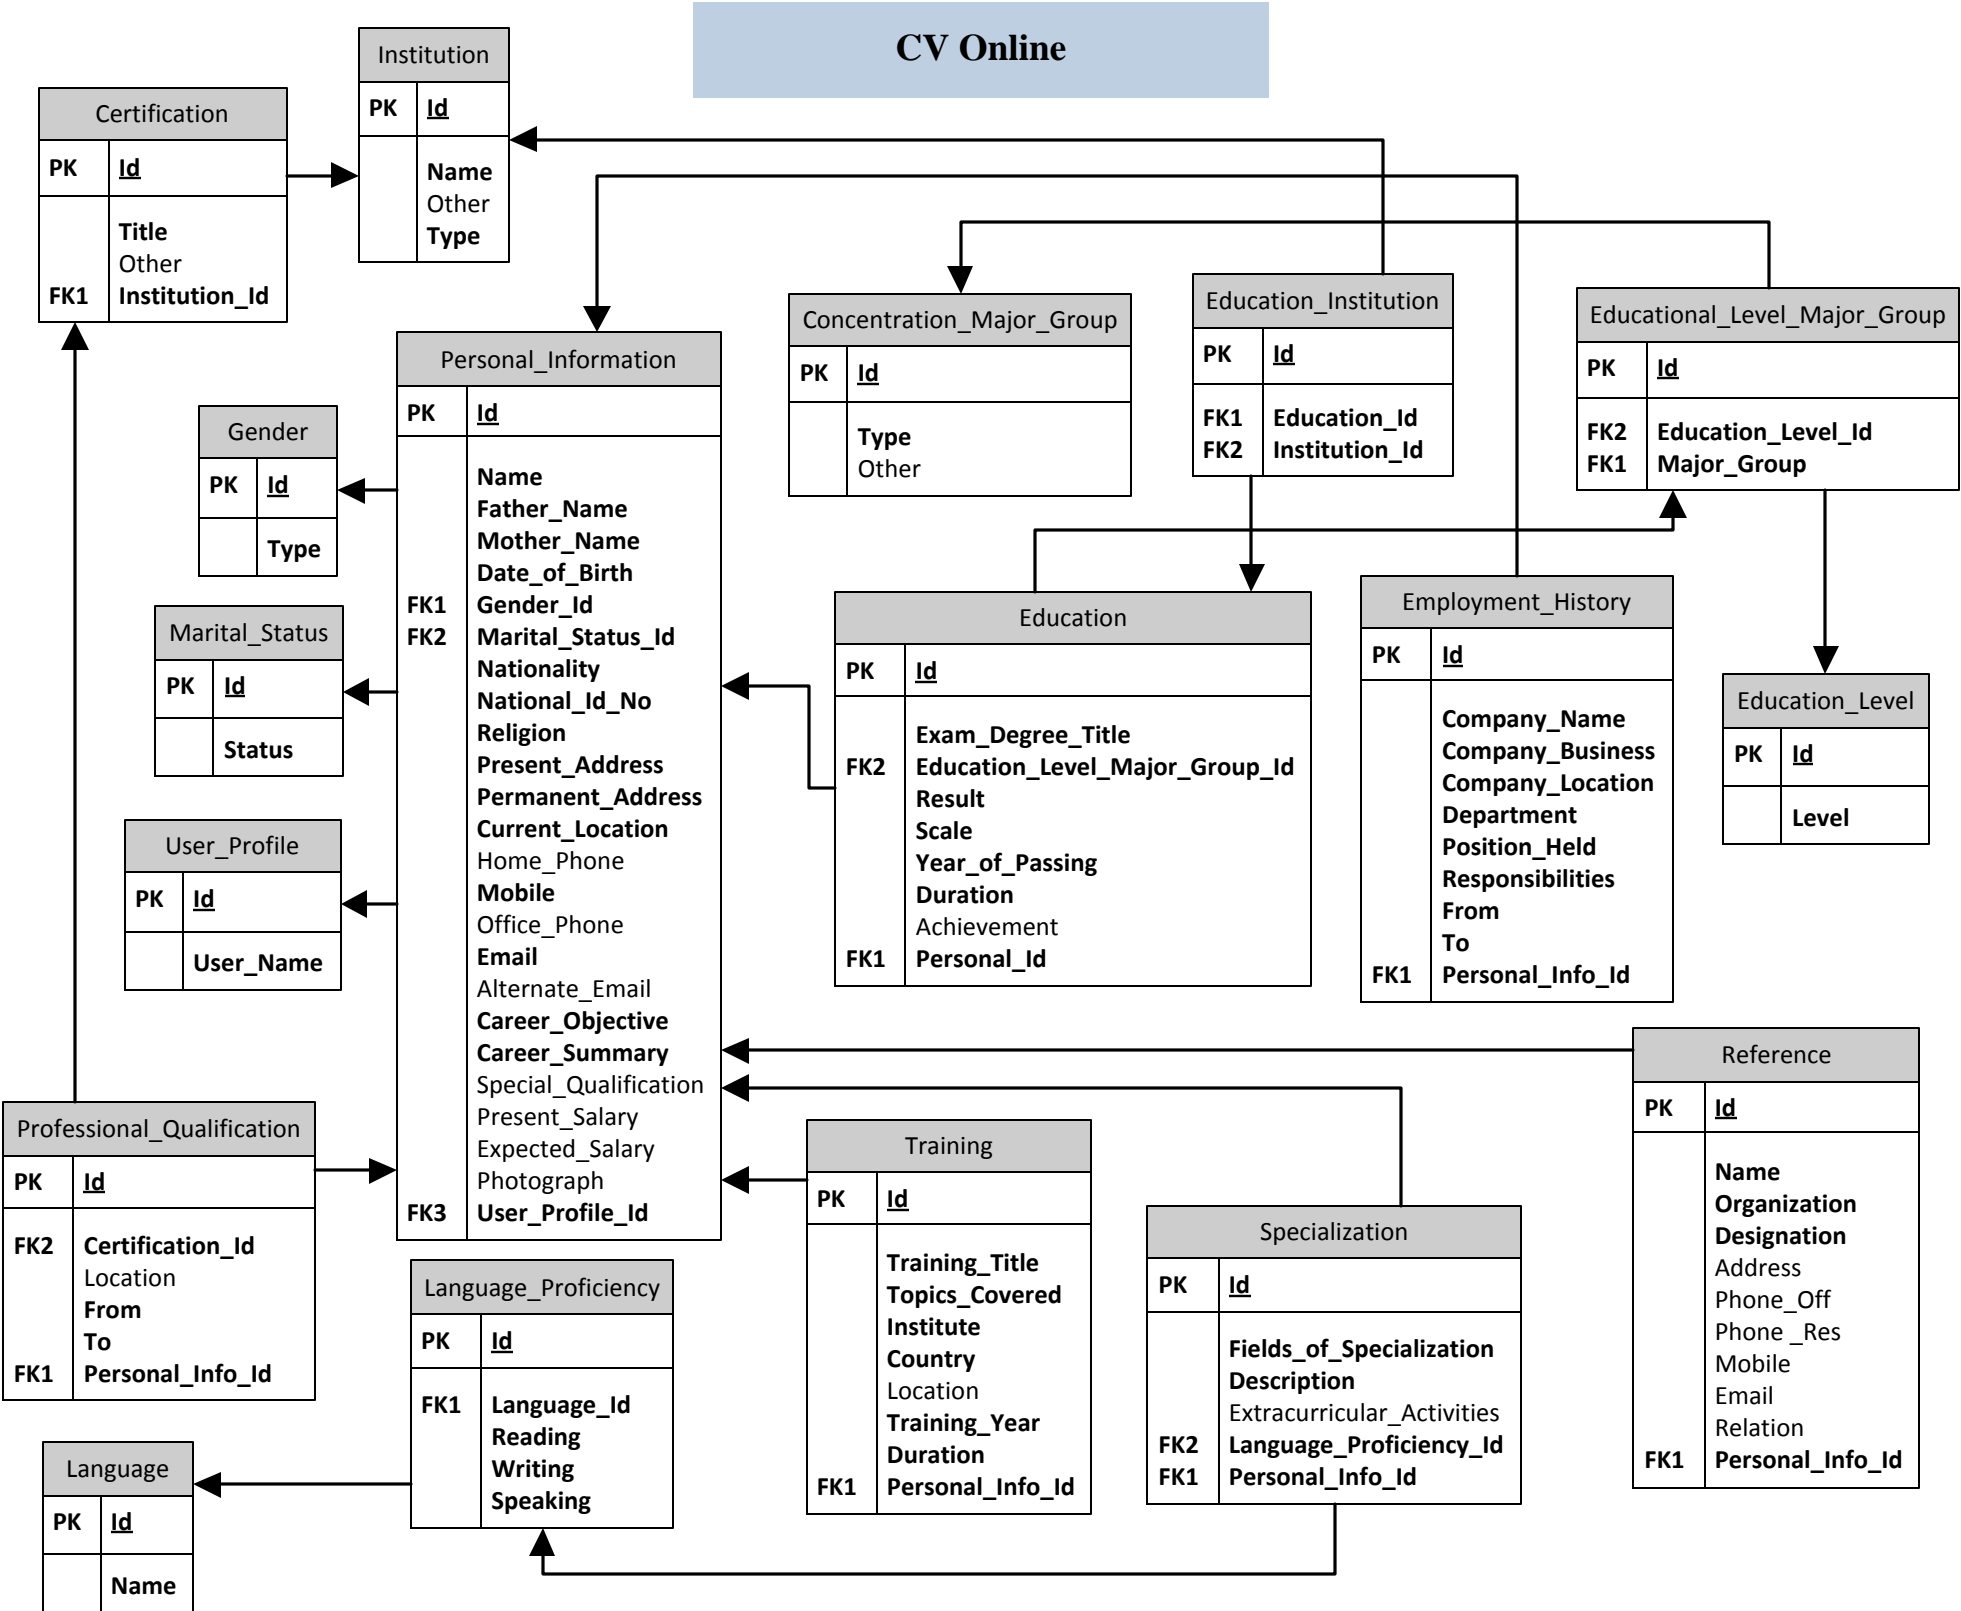 CV Online
Institution
PK Id
Name
Other
Type
Certification
PK Id
Title
Other
FK1 Institution_Id
Personal_Information
PK Id
Name
Father_Name
Mother_Name
Date_of_Birth
FK1 Gender_Id
FK2 Marital_Status_Id
Nationality
National_Id_No
Religion
Present_Address
Permanent_Address
Current_Location
Home_Phone
Mobile
Office_Phone
Email
Alternate_Email
Career_Objective
Career_Summary
Special_Qualification
Present_Salary
Expected_Salary
Photograph
FK3 User_Profile_Id
Concentration_Major_Group
PK Id
Type
Other
Education_Institution
PK Id
FK1 Education_Id
FK2 Institution_Id
Educational_Level_Major_Group
PK Id
FK2 Education_Level_Id
FK1 Major_Group
Gender
PK Id
Type
Marital_Status
PK Id
Status
User_Profile
PK Id
User_Name
Education
PK Id
Exam_Degree_Title
FK2 Education_Level_Major_Group_Id
Result
Scale
Year_of_Passing
Duration
Achievement
FK1 Personal_Id
Employment_History
PK Id
Company_Name
Company_Business
Company_Location
Department
Position_Held
Responsibilities
From
To
FK1 Personal_Info_Id
Education_Level
PK Id
Level
Professional_Qualification
PK Id
FK2 Certification_Id
Location
From
To
FK1 Personal_Info_Id
Language_Proficiency
PK Id
FK1 Language_Id
Reading
Writing
Speaking
Language
PK Id
Name
Training
PK Id
Training_Title
Topics_Covered
Institute
Country
Location
Training_Year
Duration
FK1 Personal_Info_Id
Specialization
PK Id
Fields_of_Specialization
Description
Extracurricular_Activities
FK2 Language_Proficiency_Id
FK1 Personal_Info_Id
Reference
PK Id
Name
Organization
Designation
Address
Phone_Off
Phone _Res
Mobile
Email
Relation
FK1 Personal_Info_Id